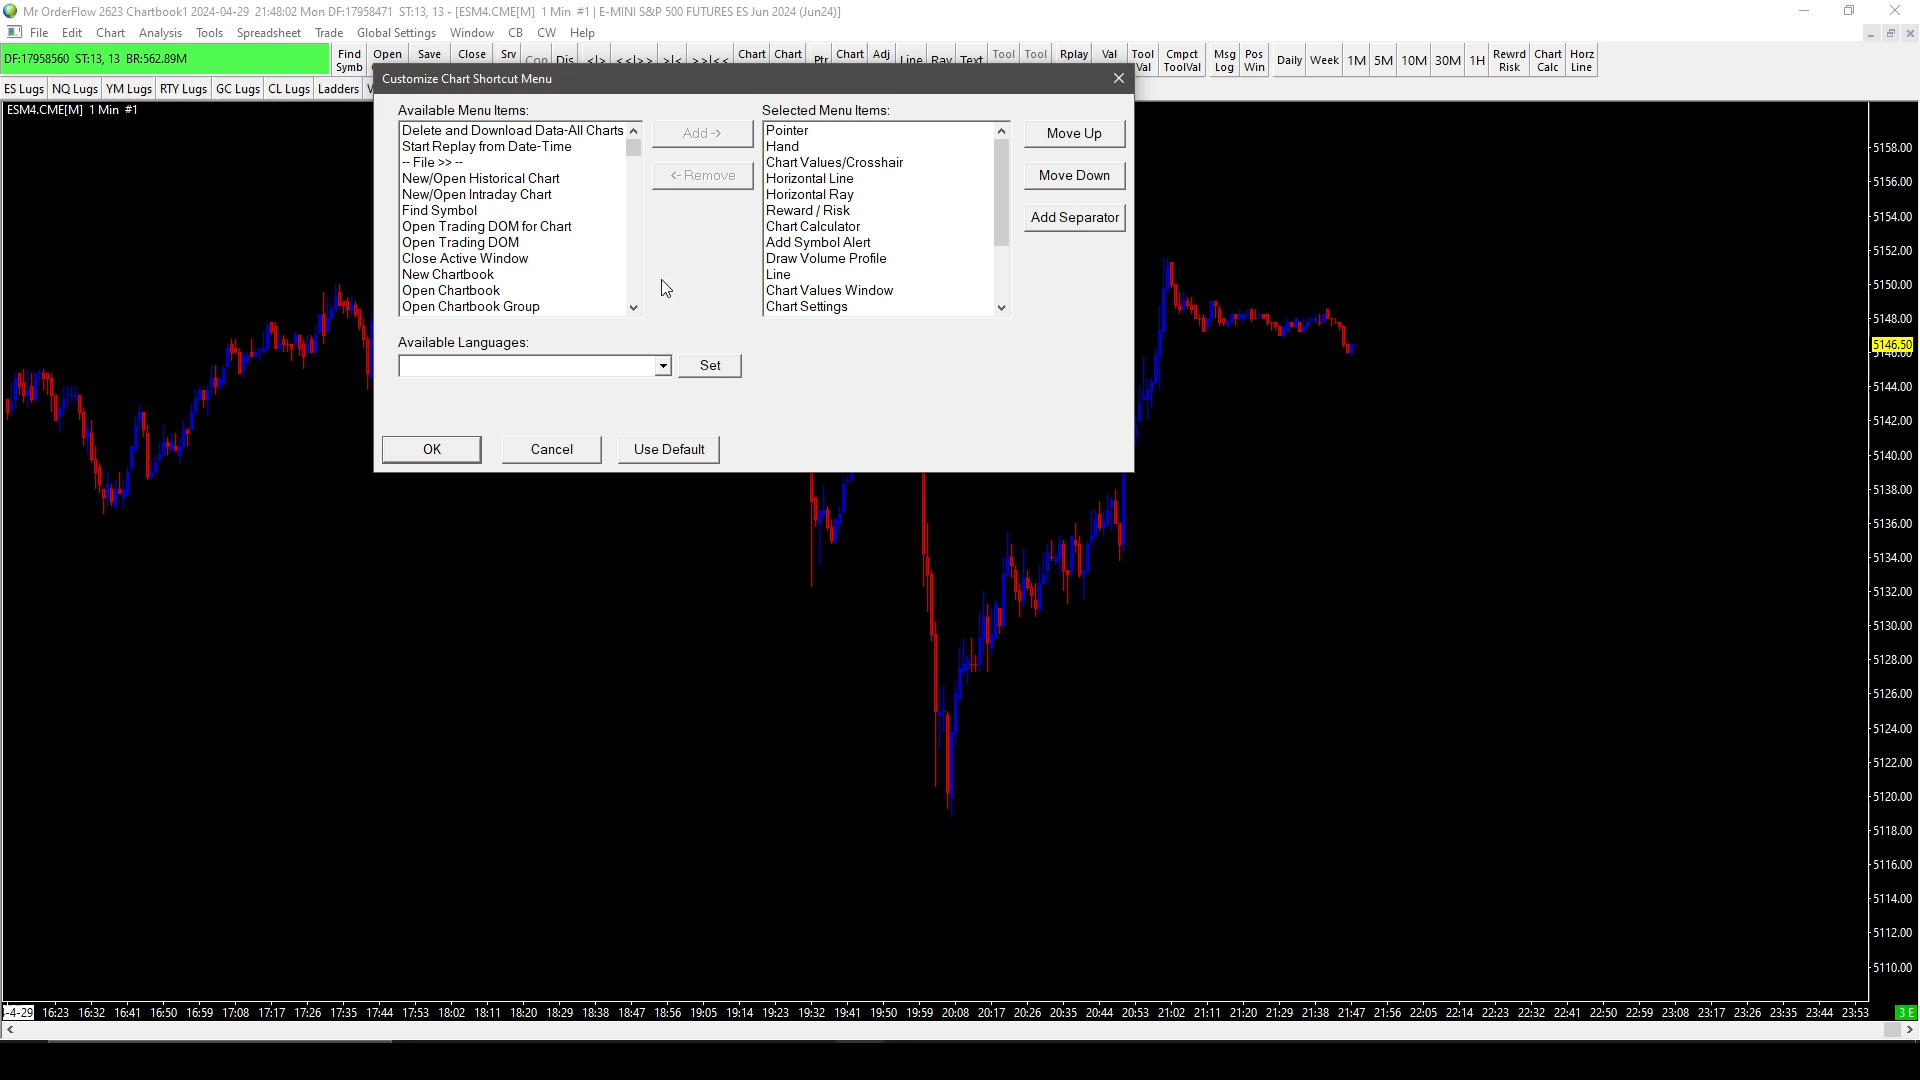 Mr OrderFlow 2623 Chartbook1 2024-04-29 21:48:02 Mon DF:17958471 ST:13, 13 - [ESM4.CME[M] 1 Min #1 | E-MINI S&P 500 FUTURES ES Jun 2024 (Jun24)]
File Edit Chart Analysis Tools Spreadsheet Global Settings Window CB CW Help Trade
DF:17958560 ST:13, 13 BR:562.89M
Find Symb Open Save Close Srv Con Dis <|> <<|>> >|< >>|<< Chart Chart Ptr Chart Adj Line Ray Text Tool Tool Rplay Val Tool Val Cmpct ToolVal Msg Log Pos Win Daily Week 1M 5M 10M 30M 1H Rewrd Risk Chart Calc Horz Line
ES Lugs NQ Lugs YM Lugs RTY Lugs GC Lugs CL Lugs Ladders
ESM4.CME[M] 1 Min #1
Customize Chart Shortcut Menu
Available Menu Items:
Delete and Download Data-All Charts
Start Replay from Date-Time
-- File >> --
New/Open Historical Chart
New/Open Intraday Chart
Find Symbol
Open Trading DOM for Chart
Open Trading DOM
Close Active Window
New Chartbook
Open Chartbook
Open Chartbook Group
Add ->
<- Remove
Selected Menu Items:
Pointer
Hand
Chart Values/Crosshair
Horizontal Line
Horizontal Ray
Reward / Risk
Chart Calculator
Add Symbol Alert
Draw Volume Profile
Line
Chart Values Window
Chart Settings
Move Up
Move Down
Add Separator
Available Languages:
Set
OK Cancel Use Default
5158.00
5156.00
5154.00
5152.00
5150.00
5148.00
5146.50
5146.00
5144.00
5142.00
5140.00
5138.00
5136.00
5134.00
5132.00
5130.00
5128.00
5126.00
5124.00
5122.00
5120.00
5118.00
5116.00
5114.00
5112.00
5110.00
-4-29 16:23 16:32 16:41 16:50 16:59 17:08 17:17 17:26 17:35 17:44 17:53 18:02 18:11 18:20 18:29 18:38 18:47 18:56 19:05 19:14 19:23 19:32 19:41 19:50 19:59 20:08 20:17 20:26 20:35 20:44 20:53 21:02 21:11 21:20 21:29 21:38 21:47 21:56 22:05 22:14 22:23 22:32 22:41 22:50 22:59 23:08 23:17 23:26 23:35 23:44 23:53
3 E